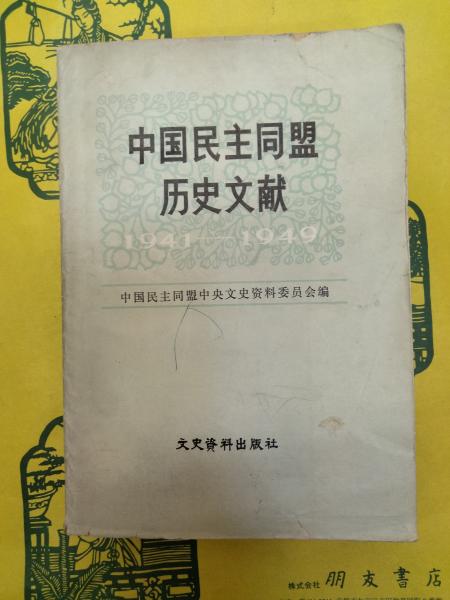 中国民主同盟
历史文献
1941—1949
中国民主同盟中央文史资料委员会编
文史资料出版社
株式会社 朋友書店